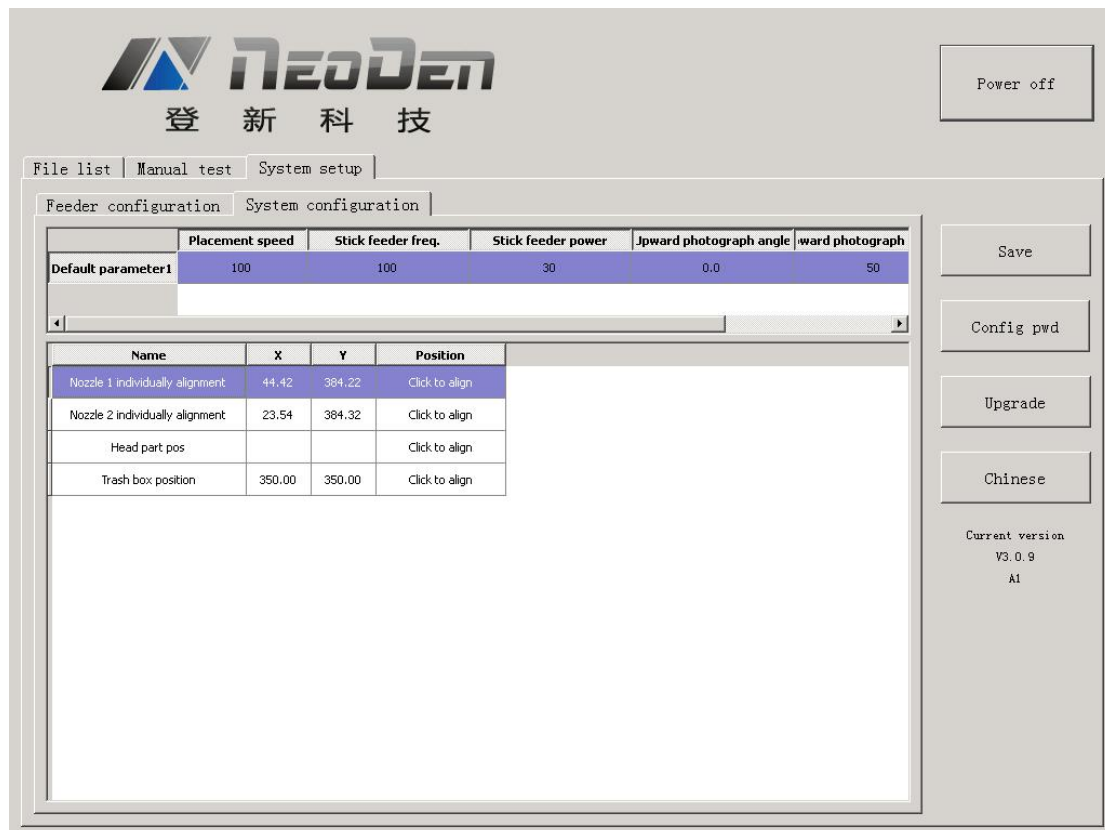 NEODEN
登新科技
Power off
File list Manual test System setup
Feeder configuration System configuration
Placement speed Stick feeder freq. Stick feeder power Jpward photograph angle ward photograph
Default parameter1 100 100 30 0.0 50
Name X Y Position
Nozzle 1 individually alignment 44.42 384.22 Click to align
Nozzle 2 individually alignment 23.54 384.32 Click to align
Head part pos Click to align
Trash box position 350.00 350.00 Click to align
Save
Config pwd
Upgrade
Chinese
Current version
V3.0.9
A1